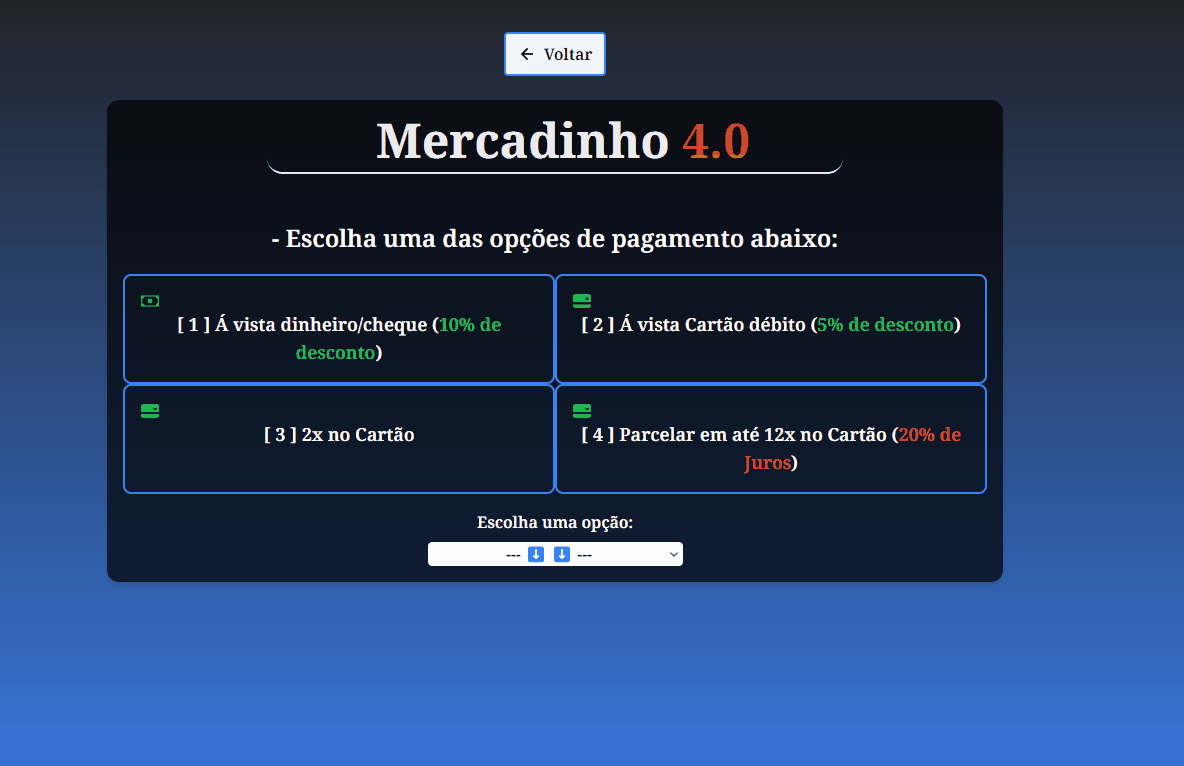 ← Voltar
Mercadinho 4.0
- Escolha uma das opções de pagamento abaixo:
[ 1 ] Á vista dinheiro/cheque (10% de
desconto)
[ 2 ] Á vista Cartão débito (5% de desconto)
[ 3 ] 2x no Cartão
[ 4 ] Parcelar em até 12x no Cartão (20% de
Juros)
Escolha uma opção:
--- ⬇️ ⬇️ ---